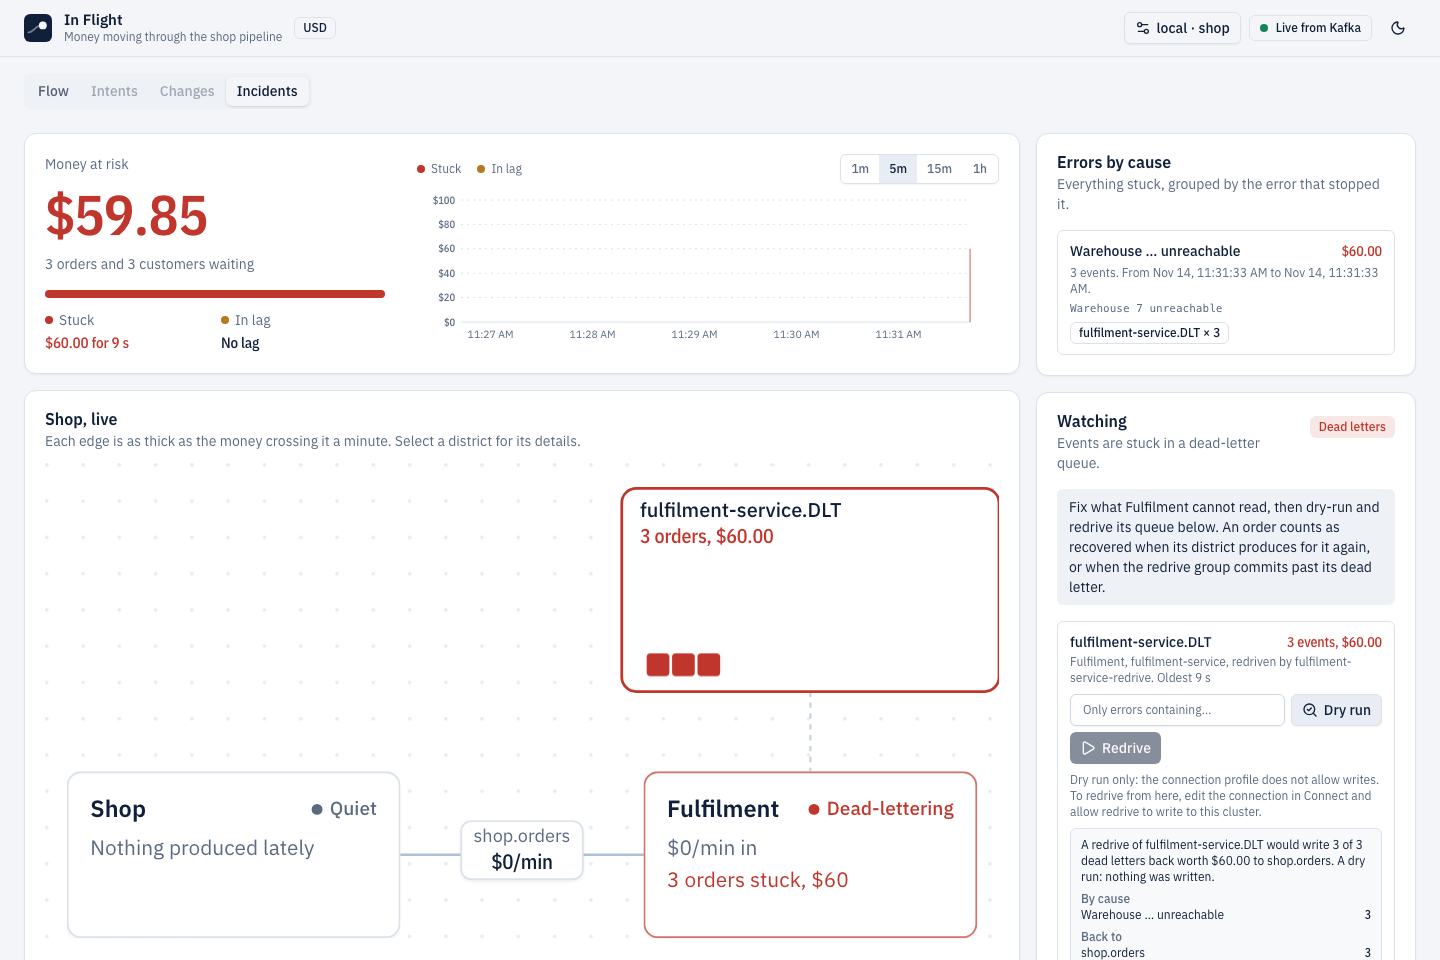 In Flight
Money moving through the shop pipeline
USD
local · shop
Live from Kafka
Flow
Intents
Changes
Incidents
Money at risk
$59.85
3 orders and 3 customers waiting
Stuck
$60.00 for 9 s
In lag
No lag
Stuck
In lag
1m
5m
15m
1h
$100
$80
$60
$40
$20
$0
11:27 AM
11:28 AM
11:29 AM
11:30 AM
11:31 AM
Errors by cause
Everything stuck, grouped by the error that stopped
it.
Warehouse ... unreachable
$60.00
3 events. From Nov 14, 11:31:33 AM to Nov 14, 11:31:33
AM.
Warehouse 7 unreachable
fulfilment-service.DLT × 3
Shop, live
Each edge is as thick as the money crossing it a minute. Select a district for its details.
fulfilment-service.DLT
3 orders, $60.00
Shop
Quiet
Nothing produced lately
shop.orders
$0/min
Fulfilment
Dead-lettering
$0/min in
3 orders stuck, $60
Watching
Dead letters
Events are stuck in a dead-letter
queue.
Fix what Fulfilment cannot read, then dry-run and
redrive its queue below. An order counts as
recovered when its district produces for it again,
or when the redrive group commits past its dead
letter.
fulfilment-service.DLT
3 events, $60.00
Fulfilment, fulfilment-service, redriven by fulfilment-
service-redrive. Oldest 9 s
Only errors containing...
Dry run
Redrive
Dry run only: the connection profile does not allow writes.
To redrive from here, edit the connection in Connect and
allow redrive to write to this cluster.
A redrive of fulfilment-service.DLT would write 3 of 3
dead letters back worth $60.00 to shop.orders. A dry
run: nothing was written.
By cause
Warehouse ... unreachable
3
Back to
shop.orders
3